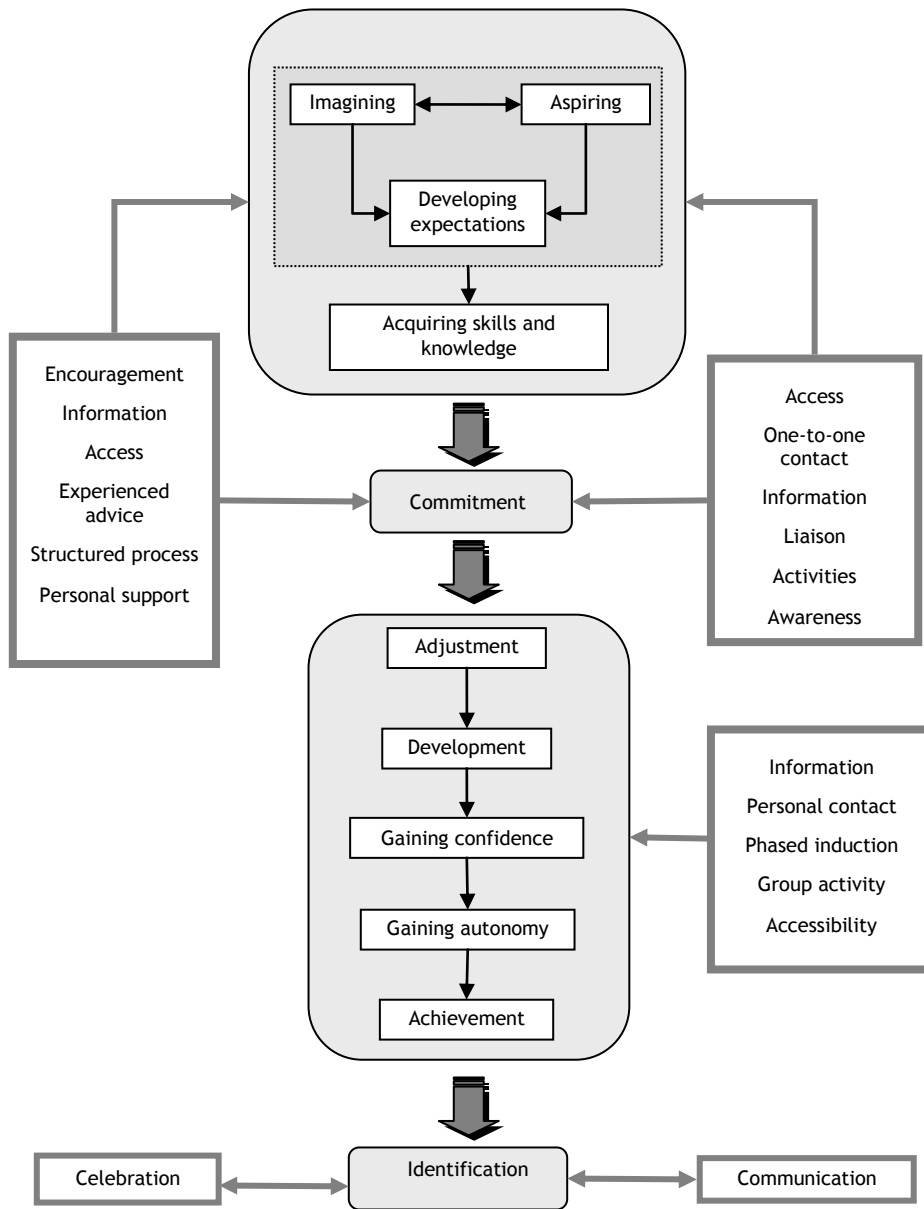 Imagining
Aspiring
Developing
expectations
Acquiring skills and
knowledge
Encouragement
Information
Access
Experienced
advice
Structured process
Personal support
Access
One-to-one
contact
Information
Liaison
Activities
Awareness
Commitment
Adjustment
Development
Gaining confidence
Gaining autonomy
Achievement
Information
Personal contact
Phased induction
Group activity
Accessibility
Celebration
Identification
Communication